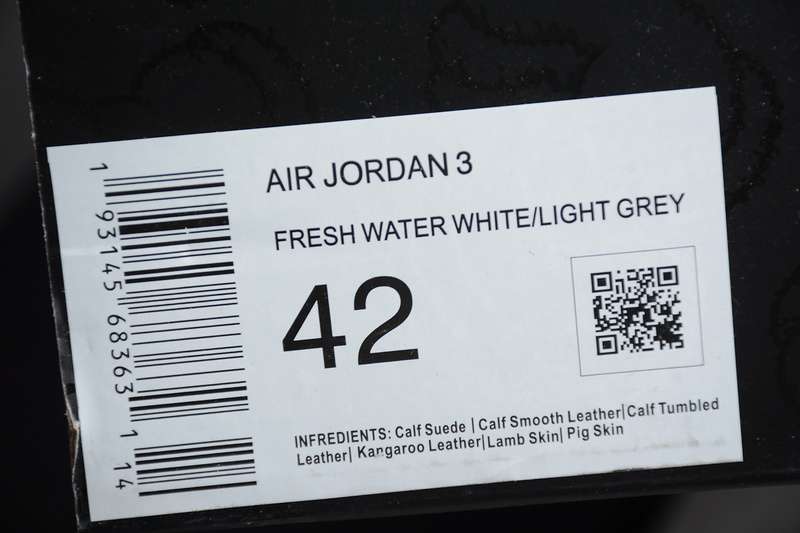 AIR JORDAN 3
FRESH WATER WHITE/LIGHT GREY
42
INFREDIENTS: Calf Suede | Calf Smooth Leather|Calf Tumbled
Leather| Kangaroo Leather|Lamb Skin| Pig Skin
1 93145 68363 1 14